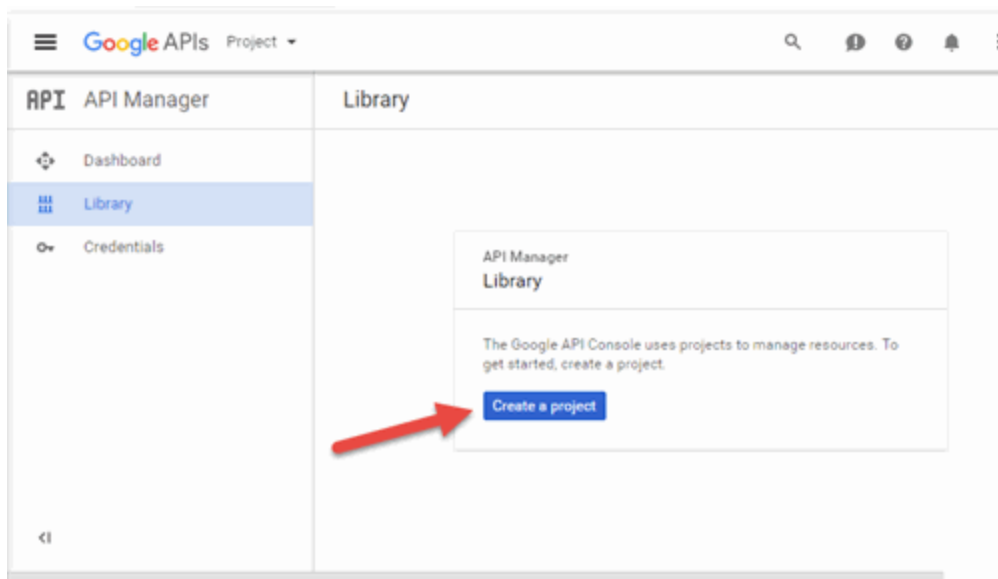 Google APIs Project
API API Manager Library
Dashboard
Library
Credentials
API Manager
Library
The Google API Console uses projects to manage resources. To
get started, create a project.
Create a project